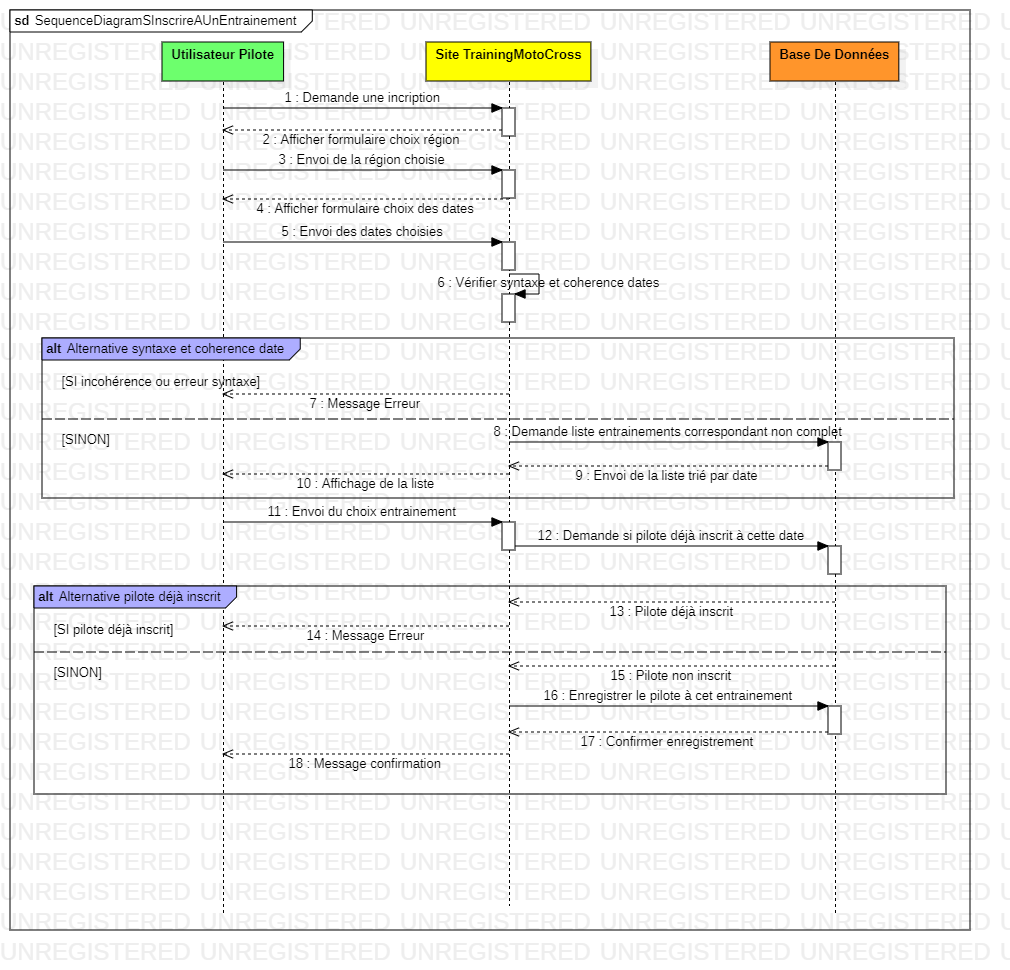 sd SequenceDiagramSInscrireAUnEntrainement
Utilisateur Pilote
Site TrainingMotoCross
Base De Données
1 : Demande une incription
2 : Afficher formulaire choix région
3 : Envoi de la région choisie
4 : Afficher formulaire choix des dates
5 : Envoi des dates choisies
6 : Vérifier syntaxe et coherence dates
alt Alternative syntaxe et coherence date
[SI incohérence ou erreur syntaxe]
7 : Message Erreur
[SINON]
8 : Demande liste entrainements correspondant non complet
9 : Envoi de la liste trié par date
10 : Affichage de la liste
11 : Envoi du choix entrainement
12 : Demande si pilote déjà inscrit à cette date
alt Alternative pilote déjà inscrit
13 : Pilote déjà inscrit
[SI pilote déjà inscrit]
14 : Message Erreur
[SINON]
15 : Pilote non inscrit
16 : Enregistrer le pilote à cet entrainement
17 : Confirmer enregistrement
18 : Message confirmation
UNREGISTERED UNREGISTERED UNREGISTERED UNREGISTERED UNREGISTERED